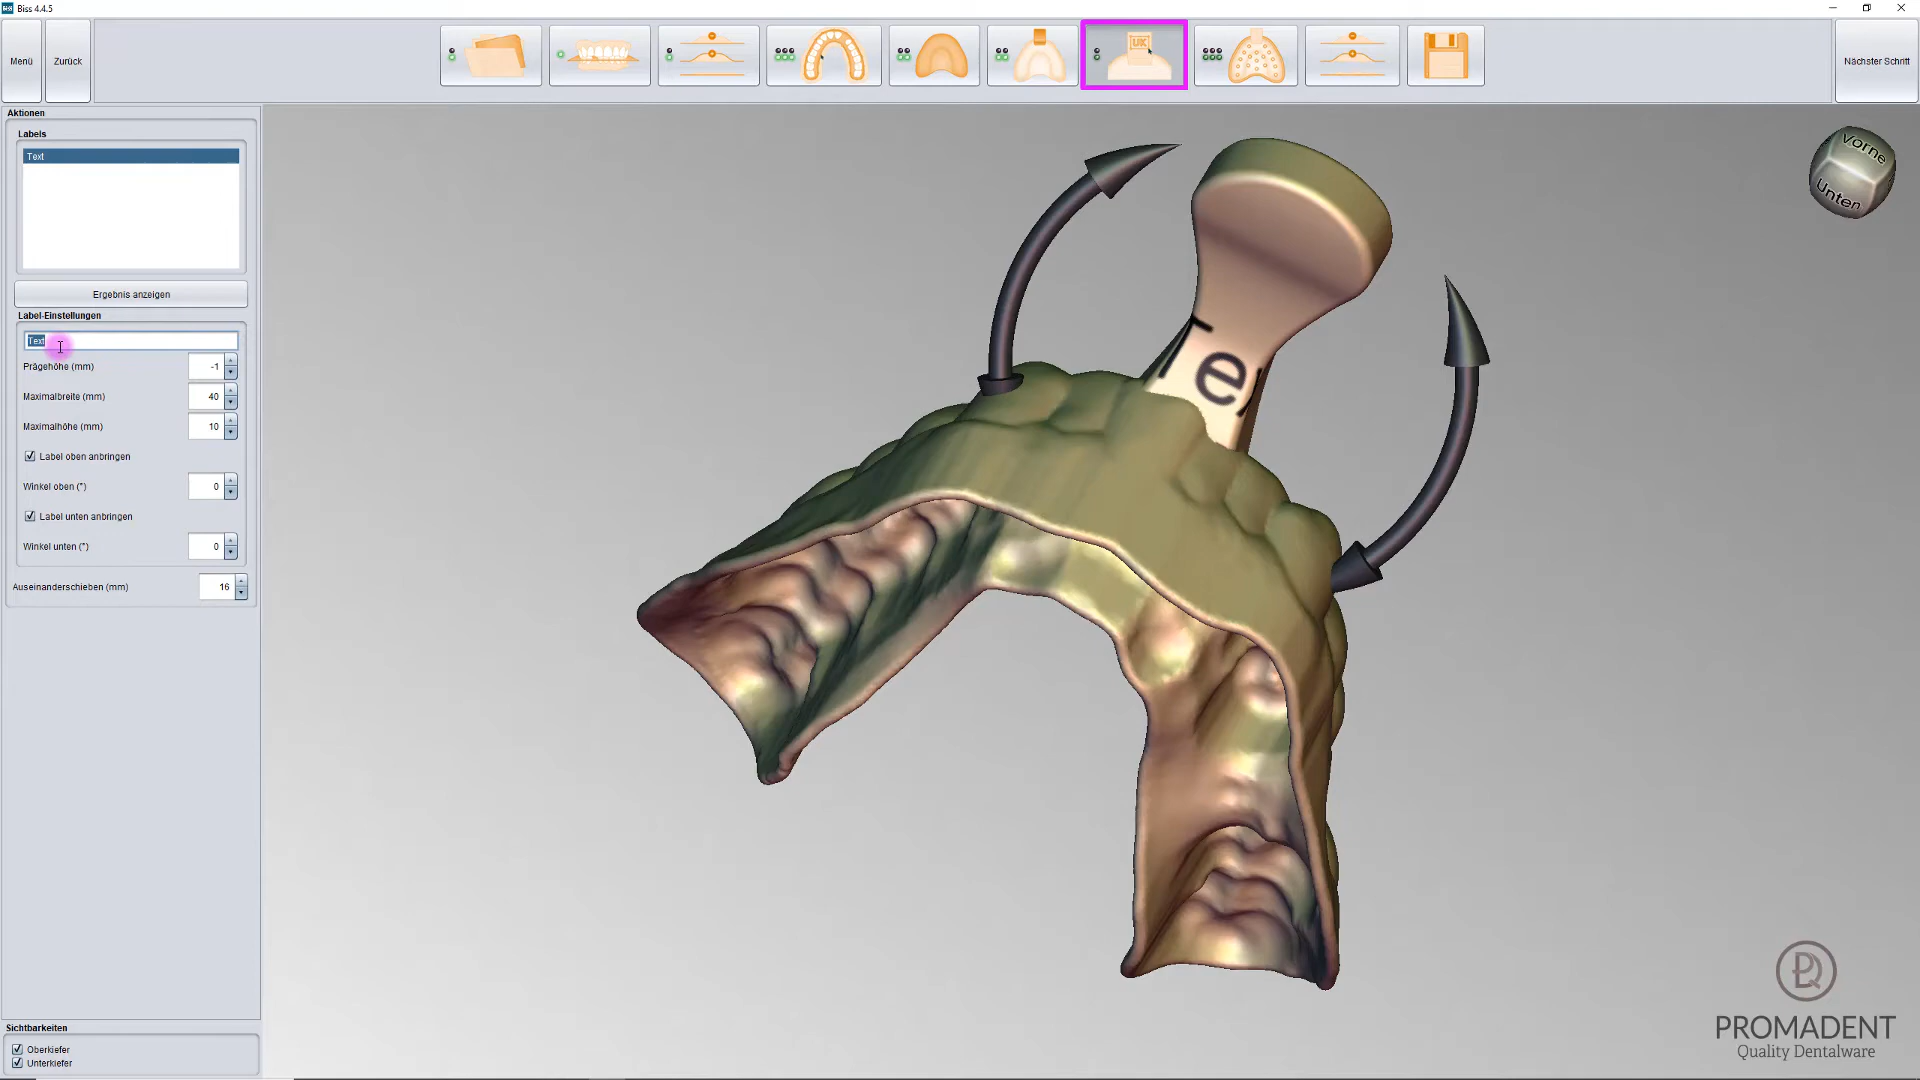 Biss 4.4.5
Menü
Zurück
UK
Nächster Schritt
Aktionen
Labels
Text
Ergebnis anzeigen
Label-Einstellungen
Text
Prägehöhe (mm) -1
Maximalbreite (mm) 40
Maximalhöhe (mm) 10
Label oben anbringen
Winkel oben (°) 0
Label unten anbringen
Winkel unten (°) 0
Auseinanderschieben (mm) 16
Vorne
Unten
Tex
Sichtbarkeiten
Oberkiefer
Unterkiefer
PROMADENT
Quality Dentalware